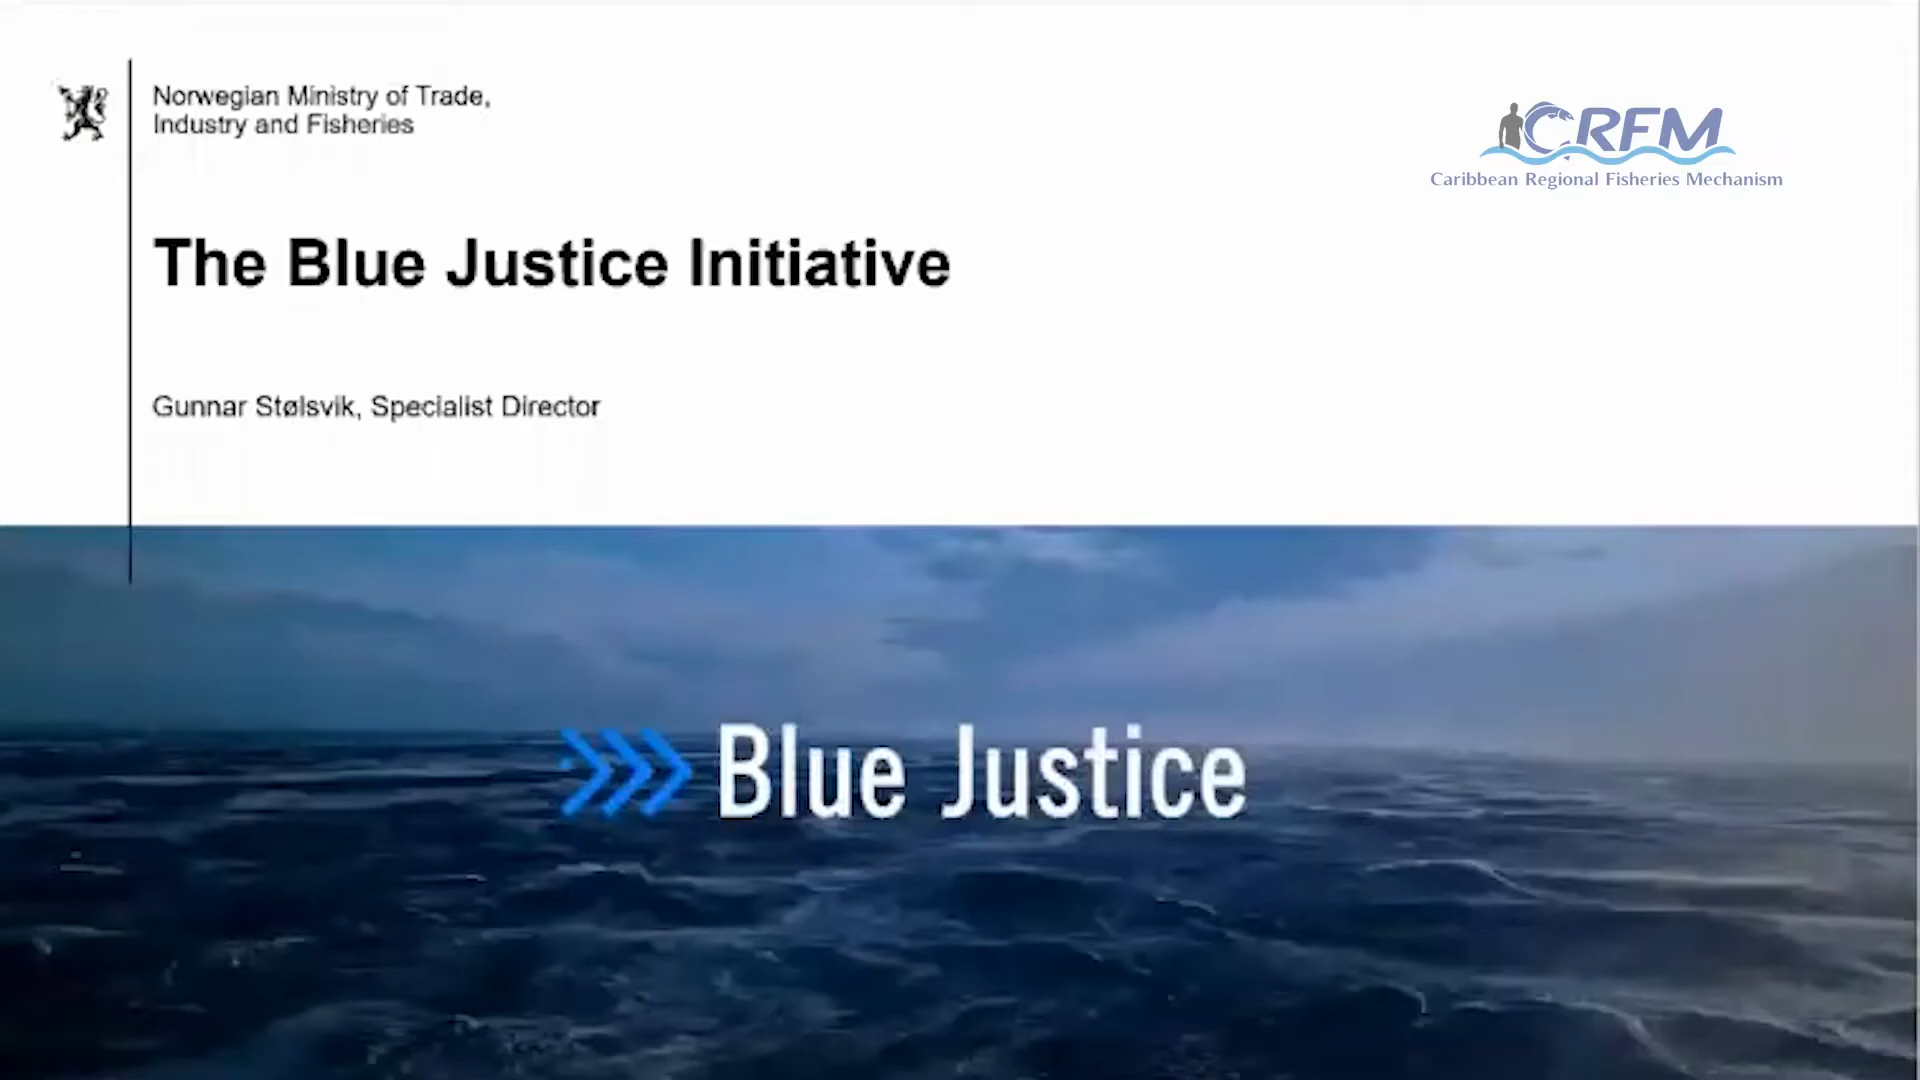 Norwegian Ministry of Trade,
Industry and Fisheries
CRFM
Caribbean Regional Fisheries Mechanism
The Blue Justice Initiative
Gunnar Stølsvik, Specialist Director
Blue Justice